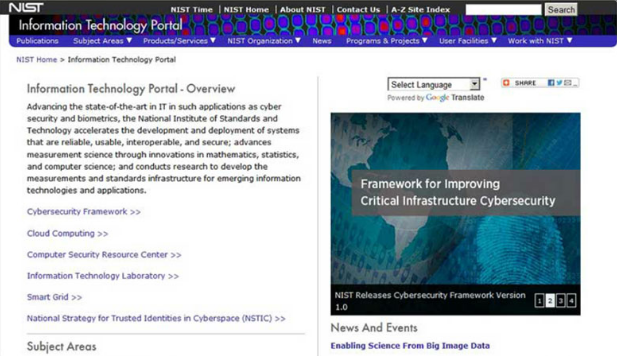 NIST
NIST Time | NIST Home | About NIST | Contact Us | A-Z Site Index
Search
Information Technology Portal
Publications Subject Areas ▼ Products/Services ▼ NIST Organization ▼ News Programs & Projects ▼ User Facilities ▼ Work with NIST ▼
NIST Home > Information Technology Portal
Select Language
SHARE
Powered by Google Translate
Information Technology Portal - Overview
Advancing the state-of-the-art in IT in such applications as cyber
security and biometrics, the National Institute of Standards and
Technology accelerates the development and deployment of systems
that are reliable, usable, interoperable, and secure; advances
measurement science through innovations in mathematics, statistics,
and computer science; and conducts research to develop the
measurements and standards infrastructure for emerging information
technologies and applications.
Cybersecurity Framework >>
Cloud Computing >>
Computer Security Resource Center >>
Information Technology Laboratory >>
Smart Grid >>
National Strategy for Trusted Identities in Cyberspace (NSTIC) >>
Subject Areas
Framework for Improving
Critical Infrastructure Cybersecurity
NIST Releases Cybersecurity Framework Version
1.0
1 2 3 4
News And Events
Enabling Science From Big Image Data